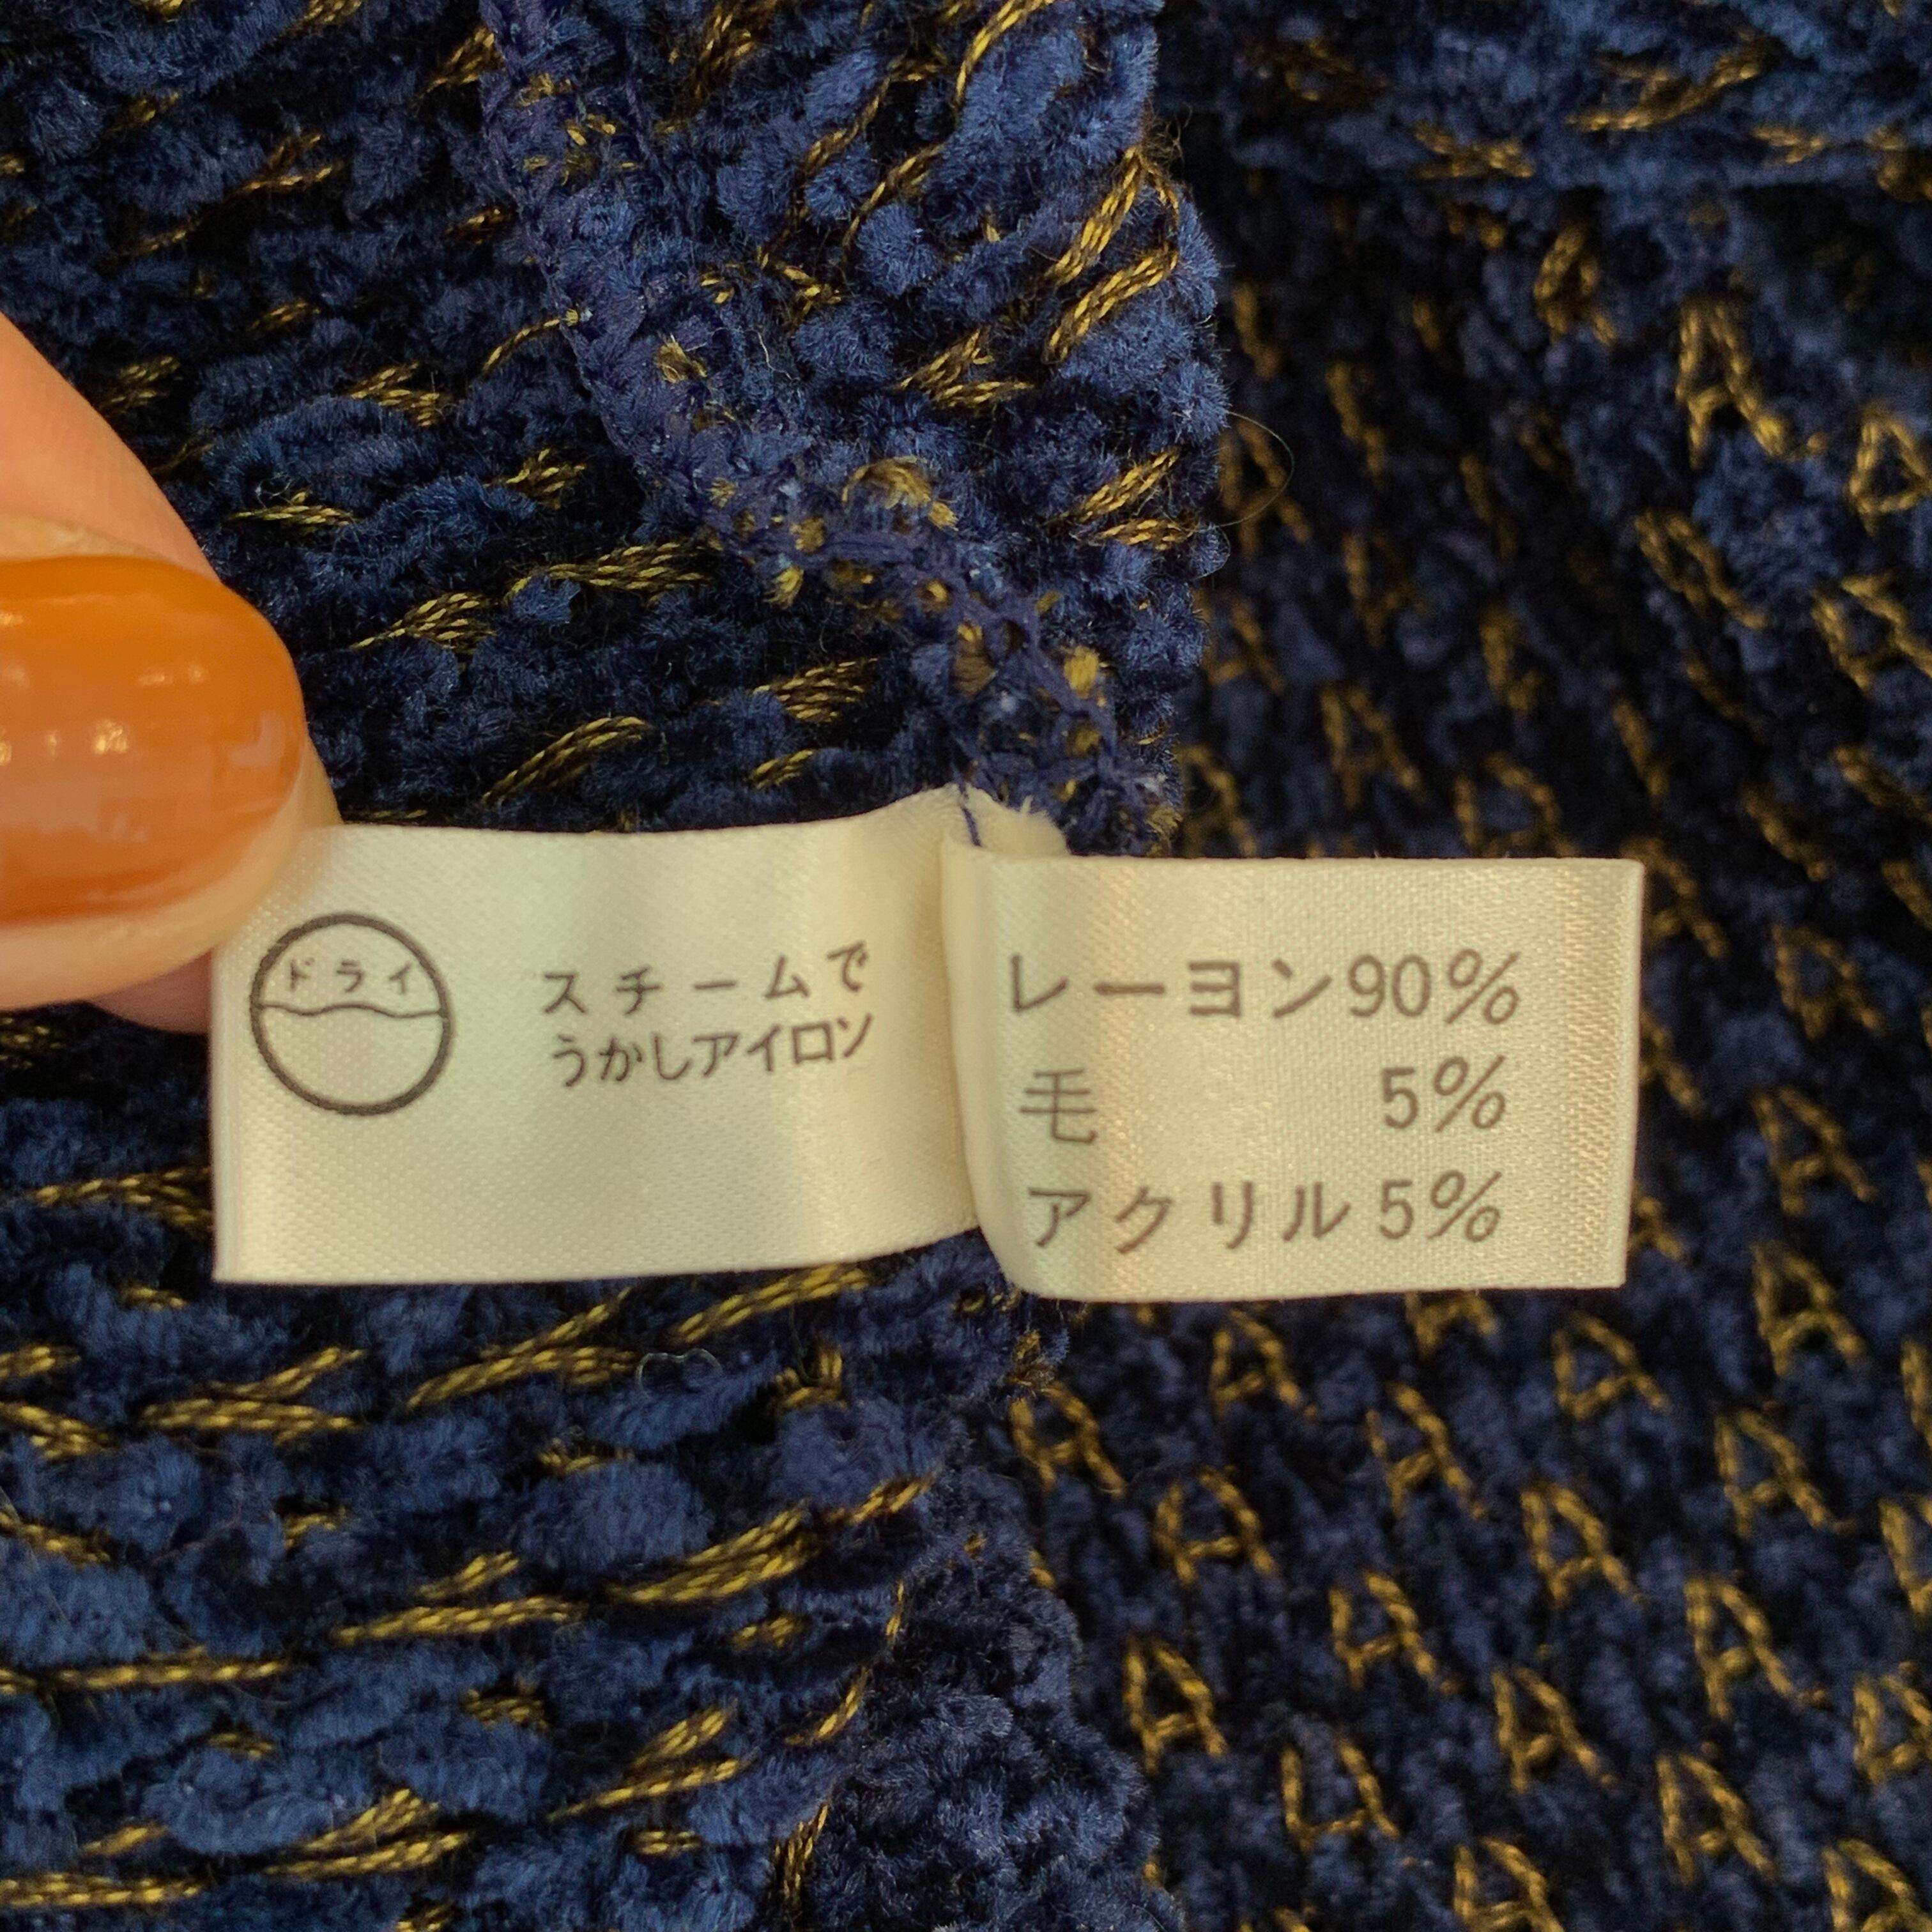 ドライ
スチームで
うかしアイロン
レーヨン90%
毛 5%
アクリル5%